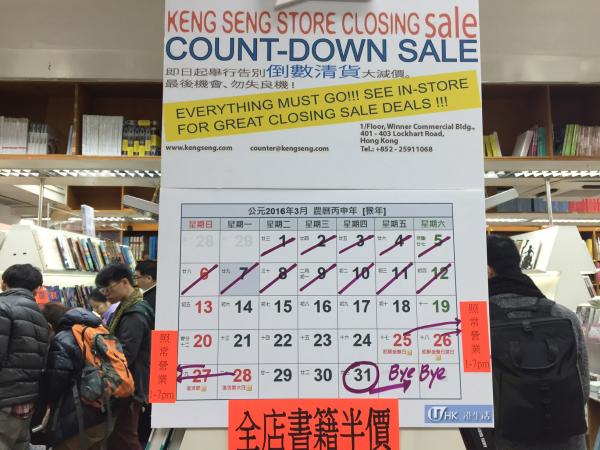 KENG SENG STORE CLOSING sale
COUNT-DOWN SALE
即日起舉行告別倒數清貨大減價。
最後機會、勿失良機！
EVERYTHING MUST GO!!! SEE IN-STORE
FOR GREAT CLOSING SALE DEALS !!!
1/Floor, Winner Commercial Bldg.,
401 - 403 Lockhart Road,
Hong Kong
www.kengseng.com counter@kengseng.com Tel.: +852 - 25911068
公元2016年3月 農曆丙申年 [猴年]
星期日 星期一 星期二 星期三 星期四 星期五 星期六
28 29 1 2 3 4 5
6 7 8 9 10 11 12
13 14 15 16 17 18 19
20 21 22 23 24 25 26
27 28 29 30 31 Bye Bye
照常營業
1-7pm
照常營業
1-7pm
U HK 港生活
全店書籍半價